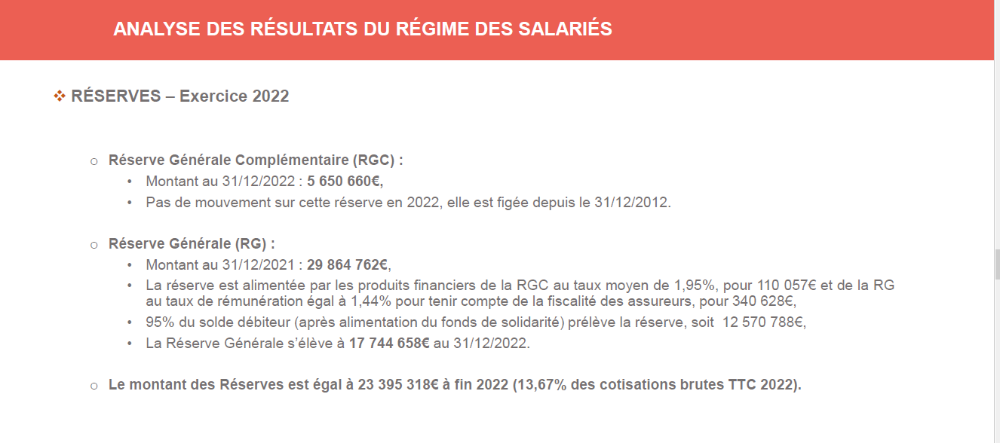 ANALYSE DES RÉSULTATS DU RÉGIME DES SALARIÉS
❖ RÉSERVES – Exercice 2022
o Réserve Générale Complémentaire (RGC) :
• Montant au 31/12/2022 : 5 650 660€,
• Pas de mouvement sur cette réserve en 2022, elle est figée depuis le 31/12/2012.
o Réserve Générale (RG) :
• Montant au 31/12/2021 : 29 864 762€,
• La réserve est alimentée par les produits financiers de la RGC au taux moyen de 1,95%, pour 110 057€ et de la RG
au taux de rémunération égal à 1,44% pour tenir compte de la fiscalité des assureurs, pour 340 628€,
• 95% du solde débiteur (après alimentation du fonds de solidarité) prélève la réserve, soit  12 570 788€,
• La Réserve Générale s’élève à 17 744 658€ au 31/12/2022.
o Le montant des Réserves est égal à 23 395 318€ à fin 2022 (13,67% des cotisations brutes TTC 2022).